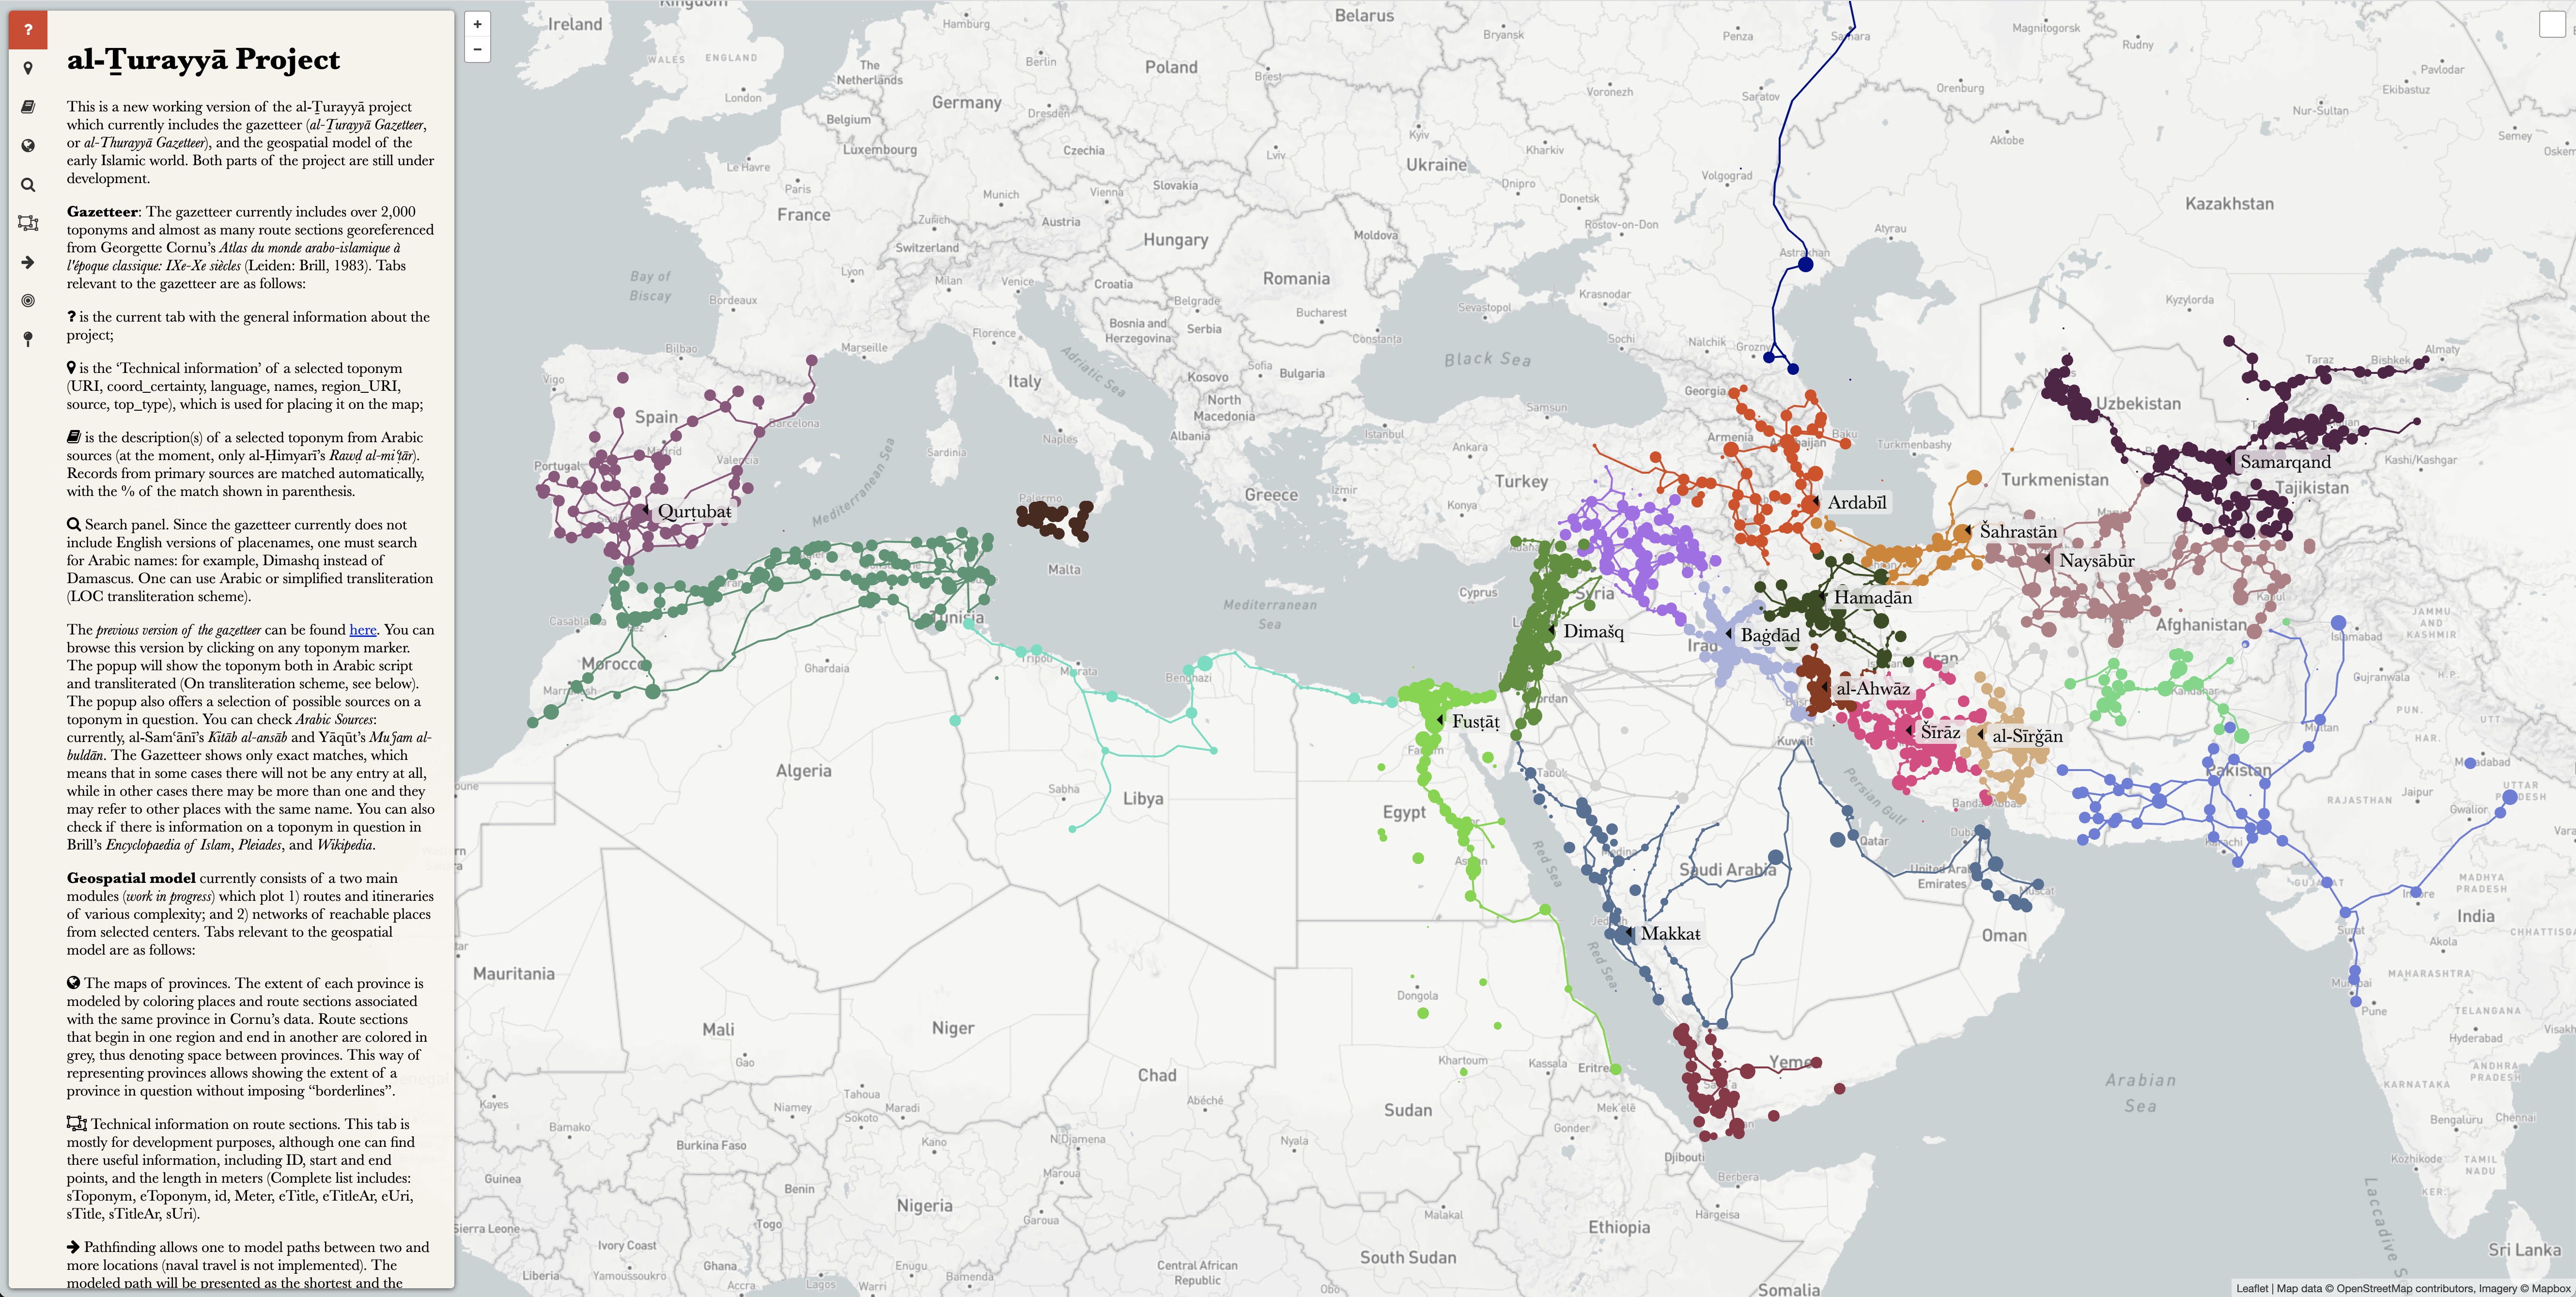 ?
al-Ṯurayyā Project
This is a new working version of the al-Ṯurayyā project
which currently includes the gazetteer (al-Ṯurayyā Gazetteer,
or al-Thurayyā Gazetteer), and the geospatial model of the
early Islamic world. Both parts of the project are still under
development.
Gazetteer: The gazetteer currently includes over 2,000
toponyms and almost as many route sections georeferenced
from Georgette Cornu’s Atlas du monde arabo-islamique à
l'époque classique: IXe-Xe siècles (Leiden: Brill, 1983). Tabs
relevant to the gazetteer are as follows:
? is the current tab with the general information about the
project;
is the ‘Technical information’ of a selected toponym
(URI, coord_certainty, language, names, region_URI,
source, top_type), which is used for placing it on the map;
is the description(s) of a selected toponym from Arabic
sources (at the moment, only al-Ḥimyarī’s Rawḍ al-miʿṭār).
Records from primary sources are matched automatically,
with the % of the match shown in parenthesis.
Search panel. Since the gazetteer currently does not
include English versions of placenames, one must search
for Arabic names: for example, Dimashq instead of
Damascus. One can use Arabic or simplified transliteration
(LOC transliteration scheme).
The previous version of the gazetteer can be found here. You can
browse this version by clicking on any toponym marker.
The popup will show the toponym both in Arabic script
and transliterated (On transliteration scheme, see below).
The popup also offers a selection of possible sources on a
toponym in question. You can check Arabic Sources:
currently, al-Samʿānī’s Kitāb al-ansāb and Yāqūt’s Muʿǧam al-
buldān. The Gazetteer shows only exact matches, which
means that in some cases there will not be any entry at all,
while in other cases there may be more than one and they
may refer to other places with the same name. You can also
check if there is information on a toponym in question in
Brill’s Encyclopaedia of Islam, Pleiades, and Wikipedia.
Geospatial model currently consists of a two main
modules (work in progress) which plot 1) routes and itineraries
of various complexity; and 2) networks of reachable places
from selected centers. Tabs relevant to the geospatial
model are as follows:
The maps of provinces. The extent of each province is
modeled by coloring places and route sections associated
with the same province in Cornu’s data. Route sections
that begin in one region and end in another are colored in
grey, thus denoting space between provinces. This way of
representing provinces allows showing the extent of a
province in question without imposing “borderlines”.
Technical information on route sections. This tab is
mostly for development purposes, although one can find
there useful information, including ID, start and end
points, and the length in meters (Complete list includes:
sToponym, eToponym, id, Meter, eTitle, eTitleAr, eUri,
sTitle, sTitleAr, sUri).
Pathfinding allows one to model paths between two and
more locations (naval travel is not implemented). The
modeled path will be presented as the shortest and the
+
−
Ireland
WALES
ENGLAND
London
The
Netherlands
Hamburg
Berlin
Germany
Dresden
Poland
Belarus
Brest
Bryansk
Penza
Samara
Magnitogorsk
Rudny
Pavlodar
Ekibastuz
Orenburg
Nur-Sultan
Semey
Belgium
Luxembourg
Le Havre
Paris
France
Czechia
Lviv
Kyiv
Kharkiv
Ukraine
Voronezh
Saratov
Aktobe
Munich
Vienna
Slovakia
Austria
Zurich
Switzerland
Hungary
Moldova
Dnipro
Donetsk
Rostov-on-Don
Volgograd
Kazakhstan
Atyrau
Astrakhan
Bay of
Biscay
Lyon
Milan
Venice
Croatia
Romania
Bordeaux
Belgrade
Bosnia and
Herzegovina
Serbia
Bucharest
Sevastopol
Krasnodar
Kyzylorda
Florence
Marseille
Adriatic Sea
Constanta
Black Sea
Sochi
Nalchik
Grozny
Bilbao
Vigo
Italy
Kosovo
Sofia
Bulgaria
North
Macedonia
Samsun
Georgia
Taraz
Bishkek
Almaty
Spain
Barcelona
Naples
Albania
Istanbul
Ankara
Armenia
Baku
Turkmenbashy
Uzbekistan
Kashi/Kashgar
Portugal
Valencia
Sardinia
Mediterranean Sea
Greece
Izmir
Turkey
Turkmenistan
Samarqand
Tajikistan
Qurṭubaŧ
Palermo
Ardabīl
Šahrastān
Naysābūr
Malta
Cyprus
Syria
Hamaḏān
Afghanistan
JAMMU
AND
KASHMIR
Islamabad
Casablanca
Tunisia
Mediterranean
Sea
Dimašq
Baġdād
Iraq
Iran
Morocco
Ghardaia
Tripoli
Misrata
Benghazi
al-Ahwāz
Kandahar
Gujranwala
PUN.
UTT.
Fusṭāṭ
Kuwait
Šīrāz
al-Sīrǧān
Multan
Pakistan
Algeria
Libya
Sabha
Egypt
Tabuk
Persian Gulf
RAJASTHAN
Jaipur
UTTAR
PRADESH
Gwalior
Medina
Saudi Arabia
Qatar
Dubai
United Arab
Emirates
Muscat
Karachi
GUJARAT
Indore
MADHYA
PRADESH
Red Sea
Makkaŧ
Oman
Surat
India
Akola
CHHATTISGA
Mauritania
Dongola
Red Sea
MAHARASHTRA
Mumbai
Pune
TELANGANA
Hyderabad
Visakh
Mali
Gao
Niger
Chad
Khartoum
Kassala
Eritrea
Yemen
Arabian
Sea
ANDHRA
PRADESH
KARNATAKA
Bengaluru
Chennai
Kayes
Bamako
Niamey
Tahoua
Sokoto
Maradi
Kano
Abéché
Sudan
Nyala
Mek'elē
Gonder
Djibouti
Berbera
Burkina Faso
N'Djamena
Maroua
Guinea
Benin
Nigeria
Garoua
Malakal
Hargeisa
Ethiopia
Kozhikode
TAMIL
NADU
KER.
Laccadive S
Sierra Leone
Ivory Coast
Togo
Ghana
Liberia
Yamoussoukro
Accra
Lagos
Enugu
Warri
Bamenda
Central African
Republic
South Sudan
Obo
Somalia
Sri Lanka
Leaflet | Map data © OpenStreetMap contributors, Imagery © Mapbox